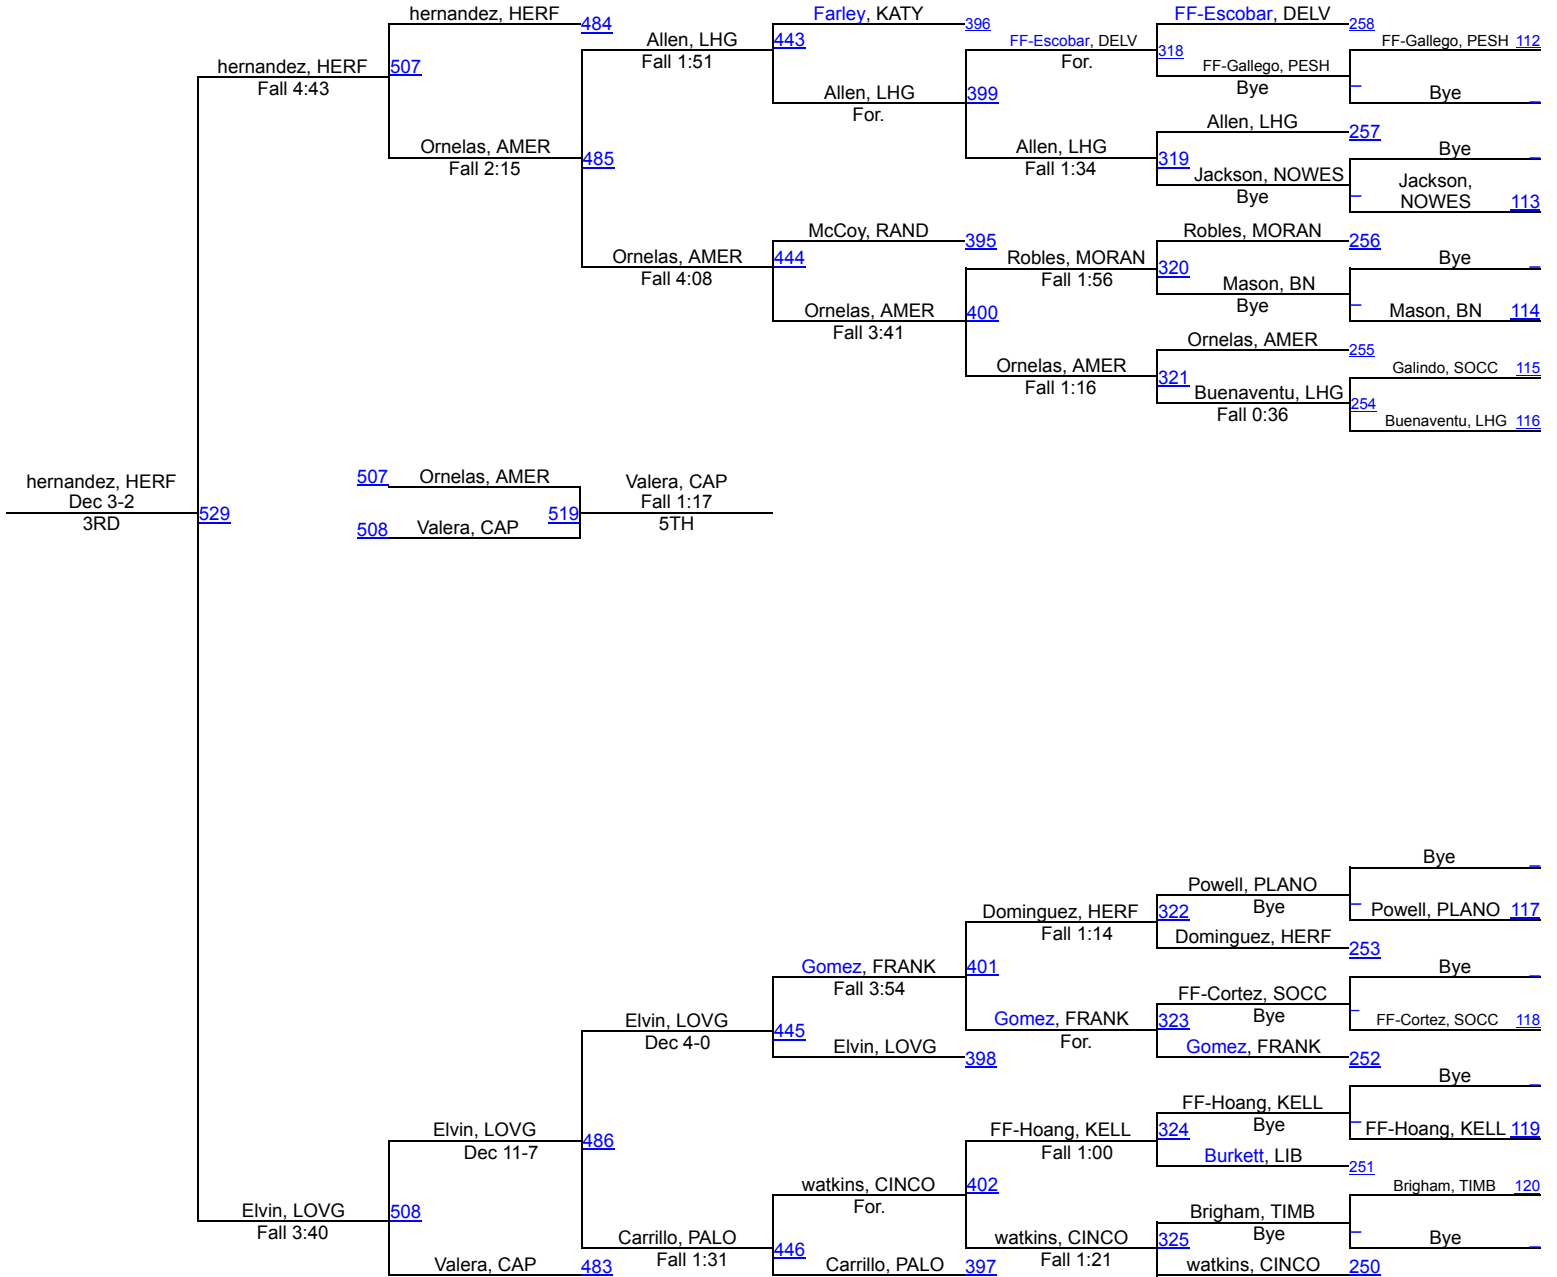 hernandez, HERF
484
Farley, KATY
396
FF-Escobar, DELV
258
Allen, LHG
Fall 1:51
443
FF-Escobar, DELV
For.
318
FF-Gallego, PESH 112
hernandez, HERF
Fall 4:43
507
FF-Gallego, PESH
Bye
Allen, LHG
For.
399
Bye
Allen, LHG
257
Ornelas, AMER
Fall 2:15
485
Allen, LHG
Fall 1:34
319
Bye
Jackson, NOWES
Bye
Jackson,
NOWES 113
McCoy, RAND
395
Robles, MORAN
256
Ornelas, AMER
Fall 4:08
444
Robles, MORAN
Fall 1:56
320
Bye
Mason, BN
Bye
Ornelas, AMER
Fall 3:41
400
Mason, BN 114
Ornelas, AMER
255
Ornelas, AMER
Fall 1:16
321
Galindo, SOCC 115
Buenaventu, LHG
Fall 0:36
254
Buenaventu, LHG 116
hernandez, HERF
Dec 3-2
3RD
529
507 Ornelas, AMER
508 Valera, CAP
519
Valera, CAP
Fall 1:17
5TH
Bye
Powell, PLANO
Bye
322
Powell, PLANO 117
Dominguez, HERF
Fall 1:14
Dominguez, HERF
253
Gomez, FRANK
Fall 3:54
401
Bye
FF-Cortez, SOCC
Bye
Elvin, LOVG
Dec 4-0
445
Gomez, FRANK
For.
323
FF-Cortez, SOCC 118
Elvin, LOVG
398
Gomez, FRANK
252
Bye
FF-Hoang, KELL
Bye
Elvin, LOVG
Dec 11-7
486
FF-Hoang, KELL
Fall 1:00
324
FF-Hoang, KELL 119
Burkett, LIB
251
watkins, CINCO
For.
402
Brigham, TIMB 120
Elvin, LOVG
Fall 3:40
508
Brigham, TIMB
Bye
Carrillo, PALO
Fall 1:31
446
watkins, CINCO
Fall 1:21
325
Bye
Valera, CAP
483
Carrillo, PALO
397
watkins, CINCO
250